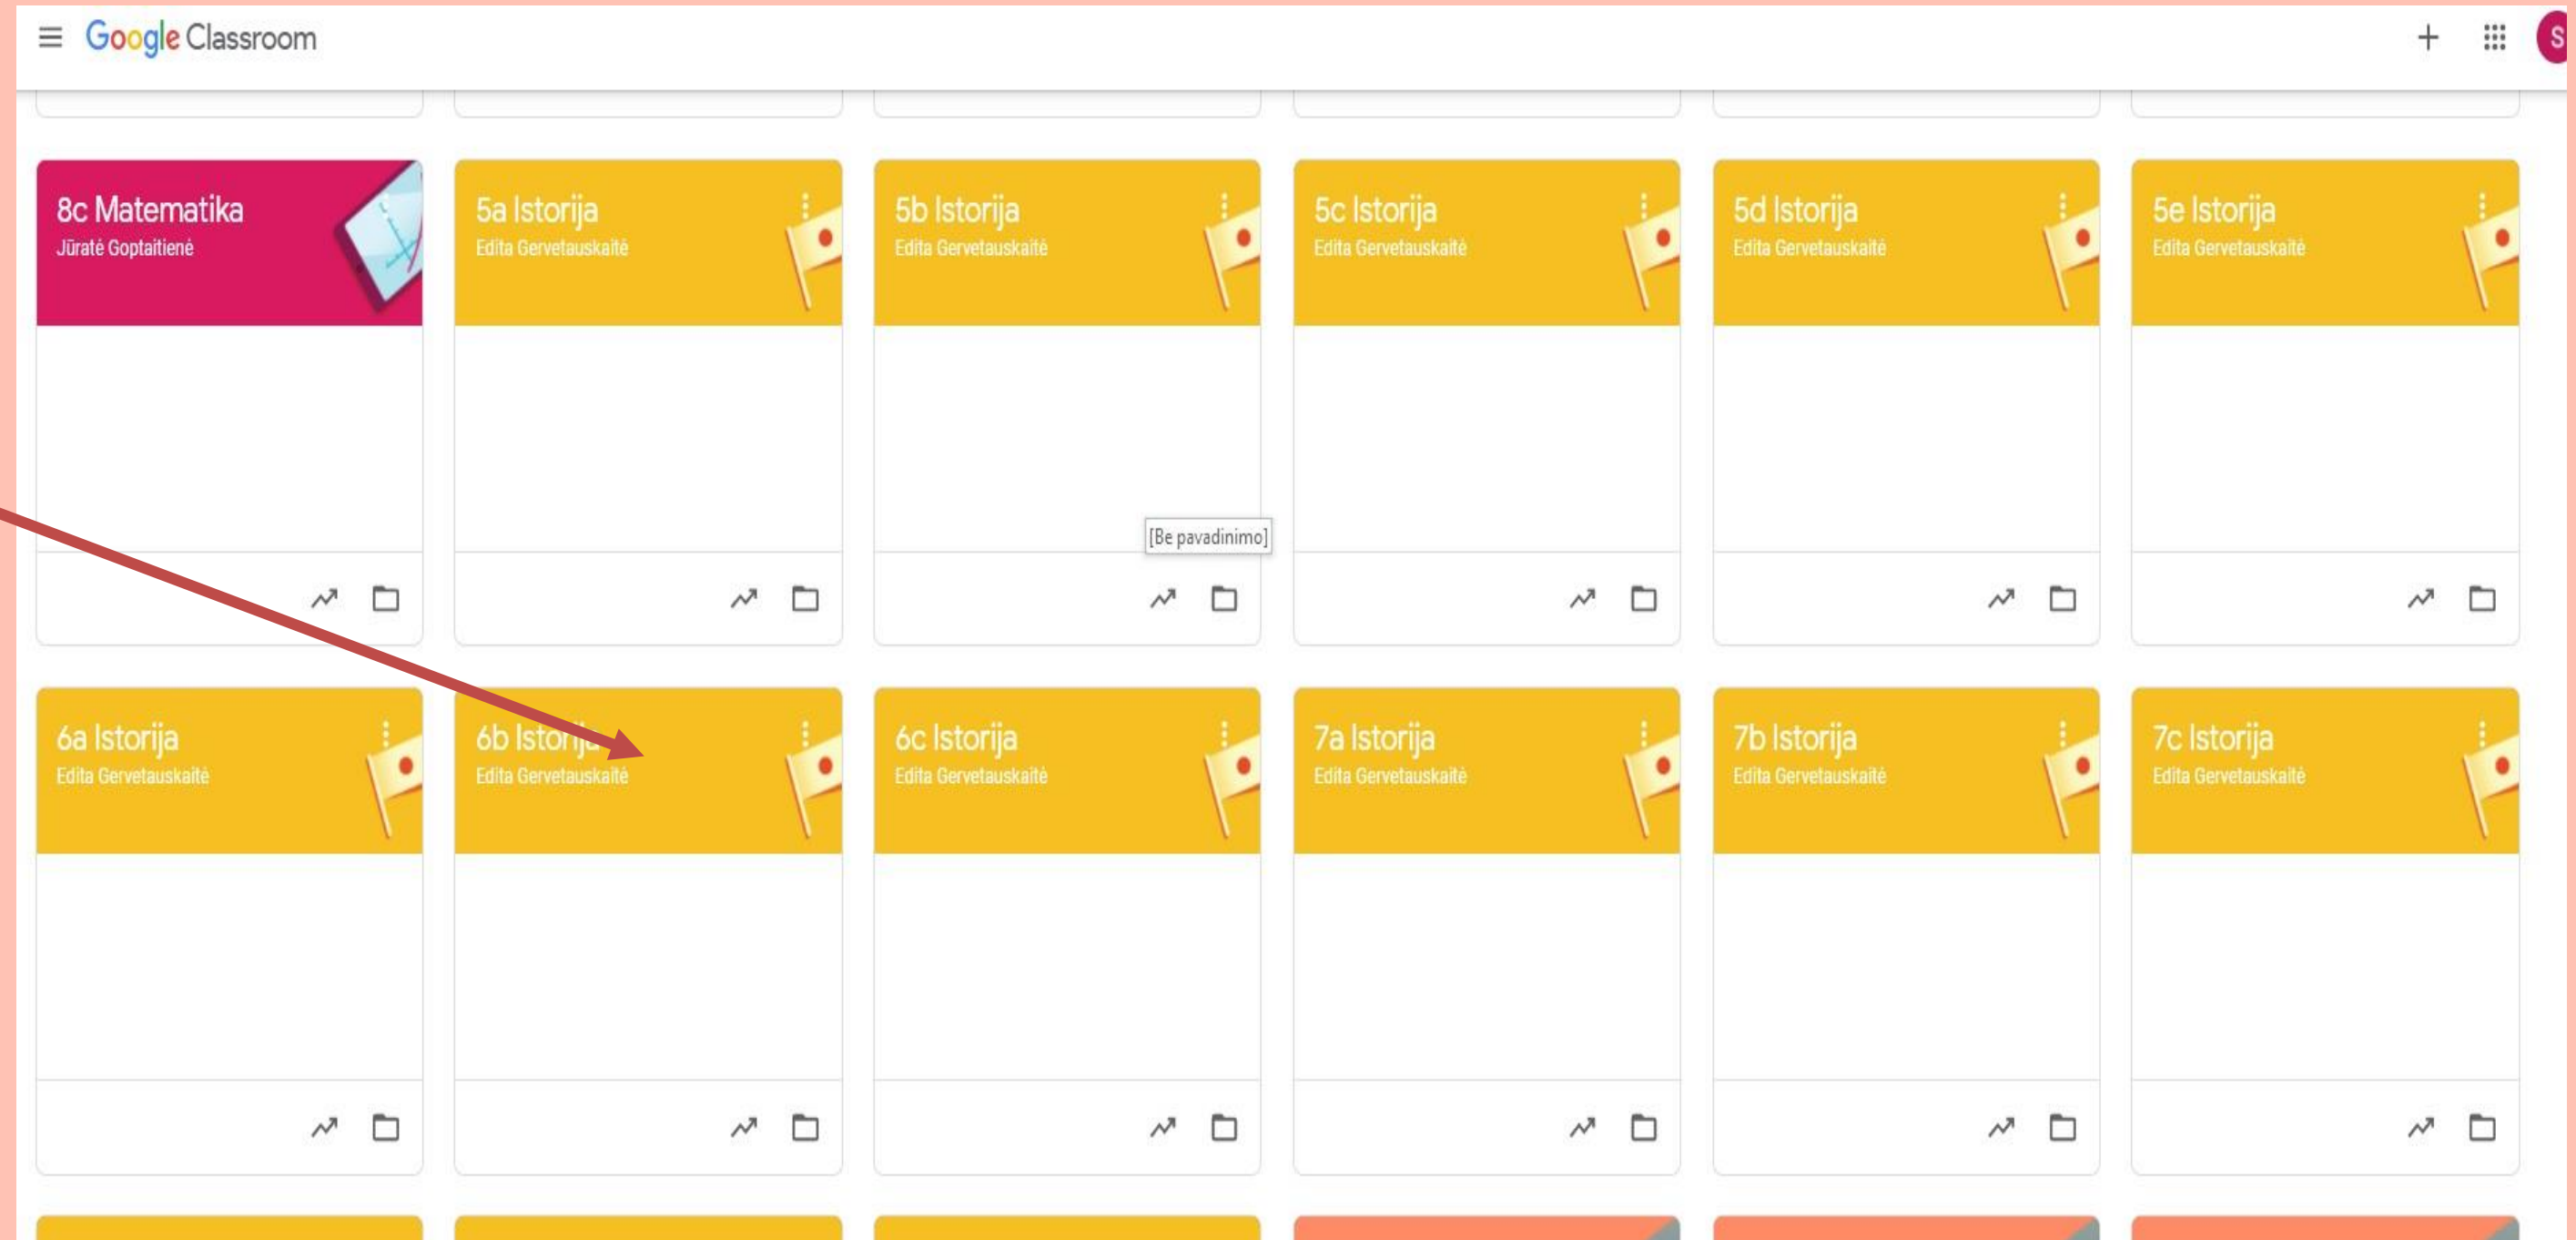 Google Classroom
S
8c Matematika
Jūratė Goptaitienė
5a Istorija
Edita Gervetauskaitė
5b Istorija
Edita Gervetauskaitė
5c Istorija
Edita Gervetauskaitė
5d Istorija
Edita Gervetauskaitė
5e Istorija
Edita Gervetauskaitė
[Be pavadinimo]
6a Istorija
Edita Gervetauskaitė
6b Istorija
Edita Gervetauskaitė
6c Istorija
Edita Gervetauskaitė
7a Istorija
Edita Gervetauskaitė
7b Istorija
Edita Gervetauskaitė
7c Istorija
Edita Gervetauskaitė